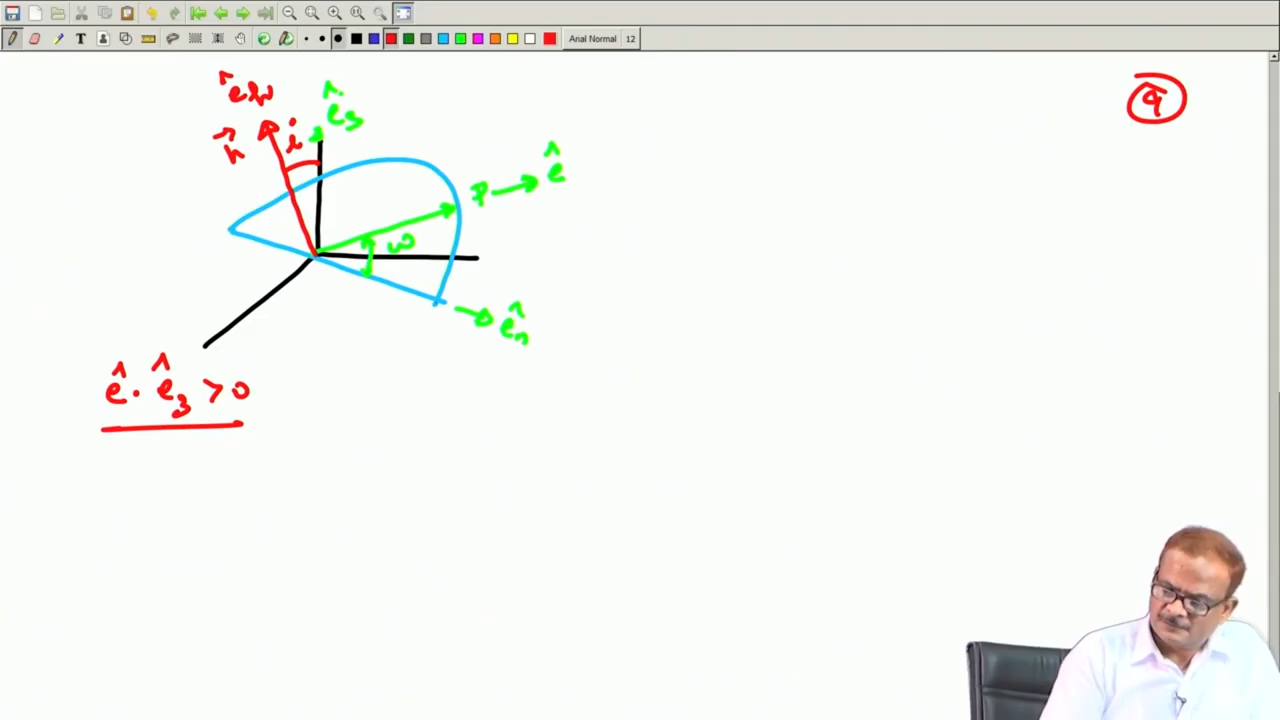 Arial Normal 12
9
ê_h
ê_3
h⃗
i
P → ê
ω
→ ê_n
ê · ê_3 > 0